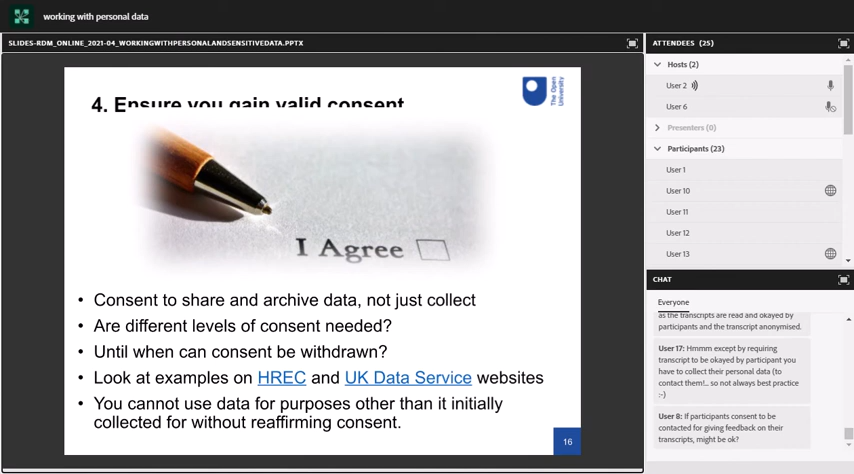 working with personal data
SLIDES-RDM_ONLINE_2021-04_WORKINGWITHPERSONALANDSENSITIVEDATA.PPTX
4. Ensure you gain valid consent
The Open
University
I Agree
• Consent to share and archive data, not just collect
• Are different levels of consent needed?
• Until when can consent be withdrawn?
• Look at examples on HREC and UK Data Service websites
• You cannot use data for purposes other than it initially
collected for without reaffirming consent.
16
ATTENDEES (25)
Hosts (2)
User 2
User 6
Presenters (0)
Participants (23)
User 1
User 10
User 11
User 12
User 13
CHAT
Everyone
as the transcripts are read and okayed by
participants and the transcript anonymised.
User 17: Hmmm except by requiring
transcript to be okayed by participant you
have to collect their personal data (to
contact them!.. so not always best practice
:-)
User 8: If participants consent to be
contacted for giving feedback on their
transcripts, might be ok?